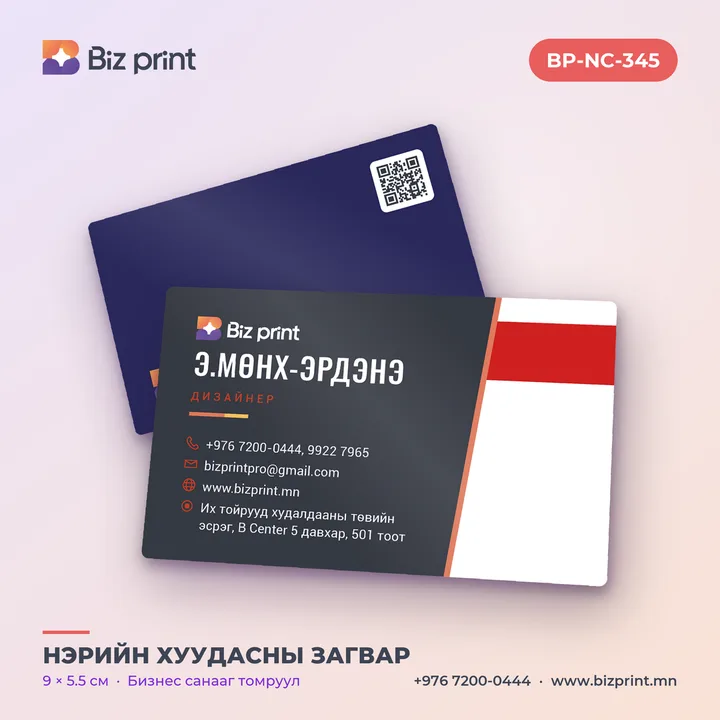 Biz print
BP-NC-345
Biz print
Э.МӨНХ-ЭРДЭНЭ
ДИЗАЙНЕР
+976 7200-0444, 9922 7965
bizprintpro@gmail.com
www.bizprint.mn
Их тойрууд худалдааны төвийн
эсрэг, B Center 5 давхар, 501 тоот
НЭРИЙН ХУУДАСНЫ ЗАГВАР
9 × 5.5 см · Бизнес санааг томруул
+976 7200-0444 · www.bizprint.mn